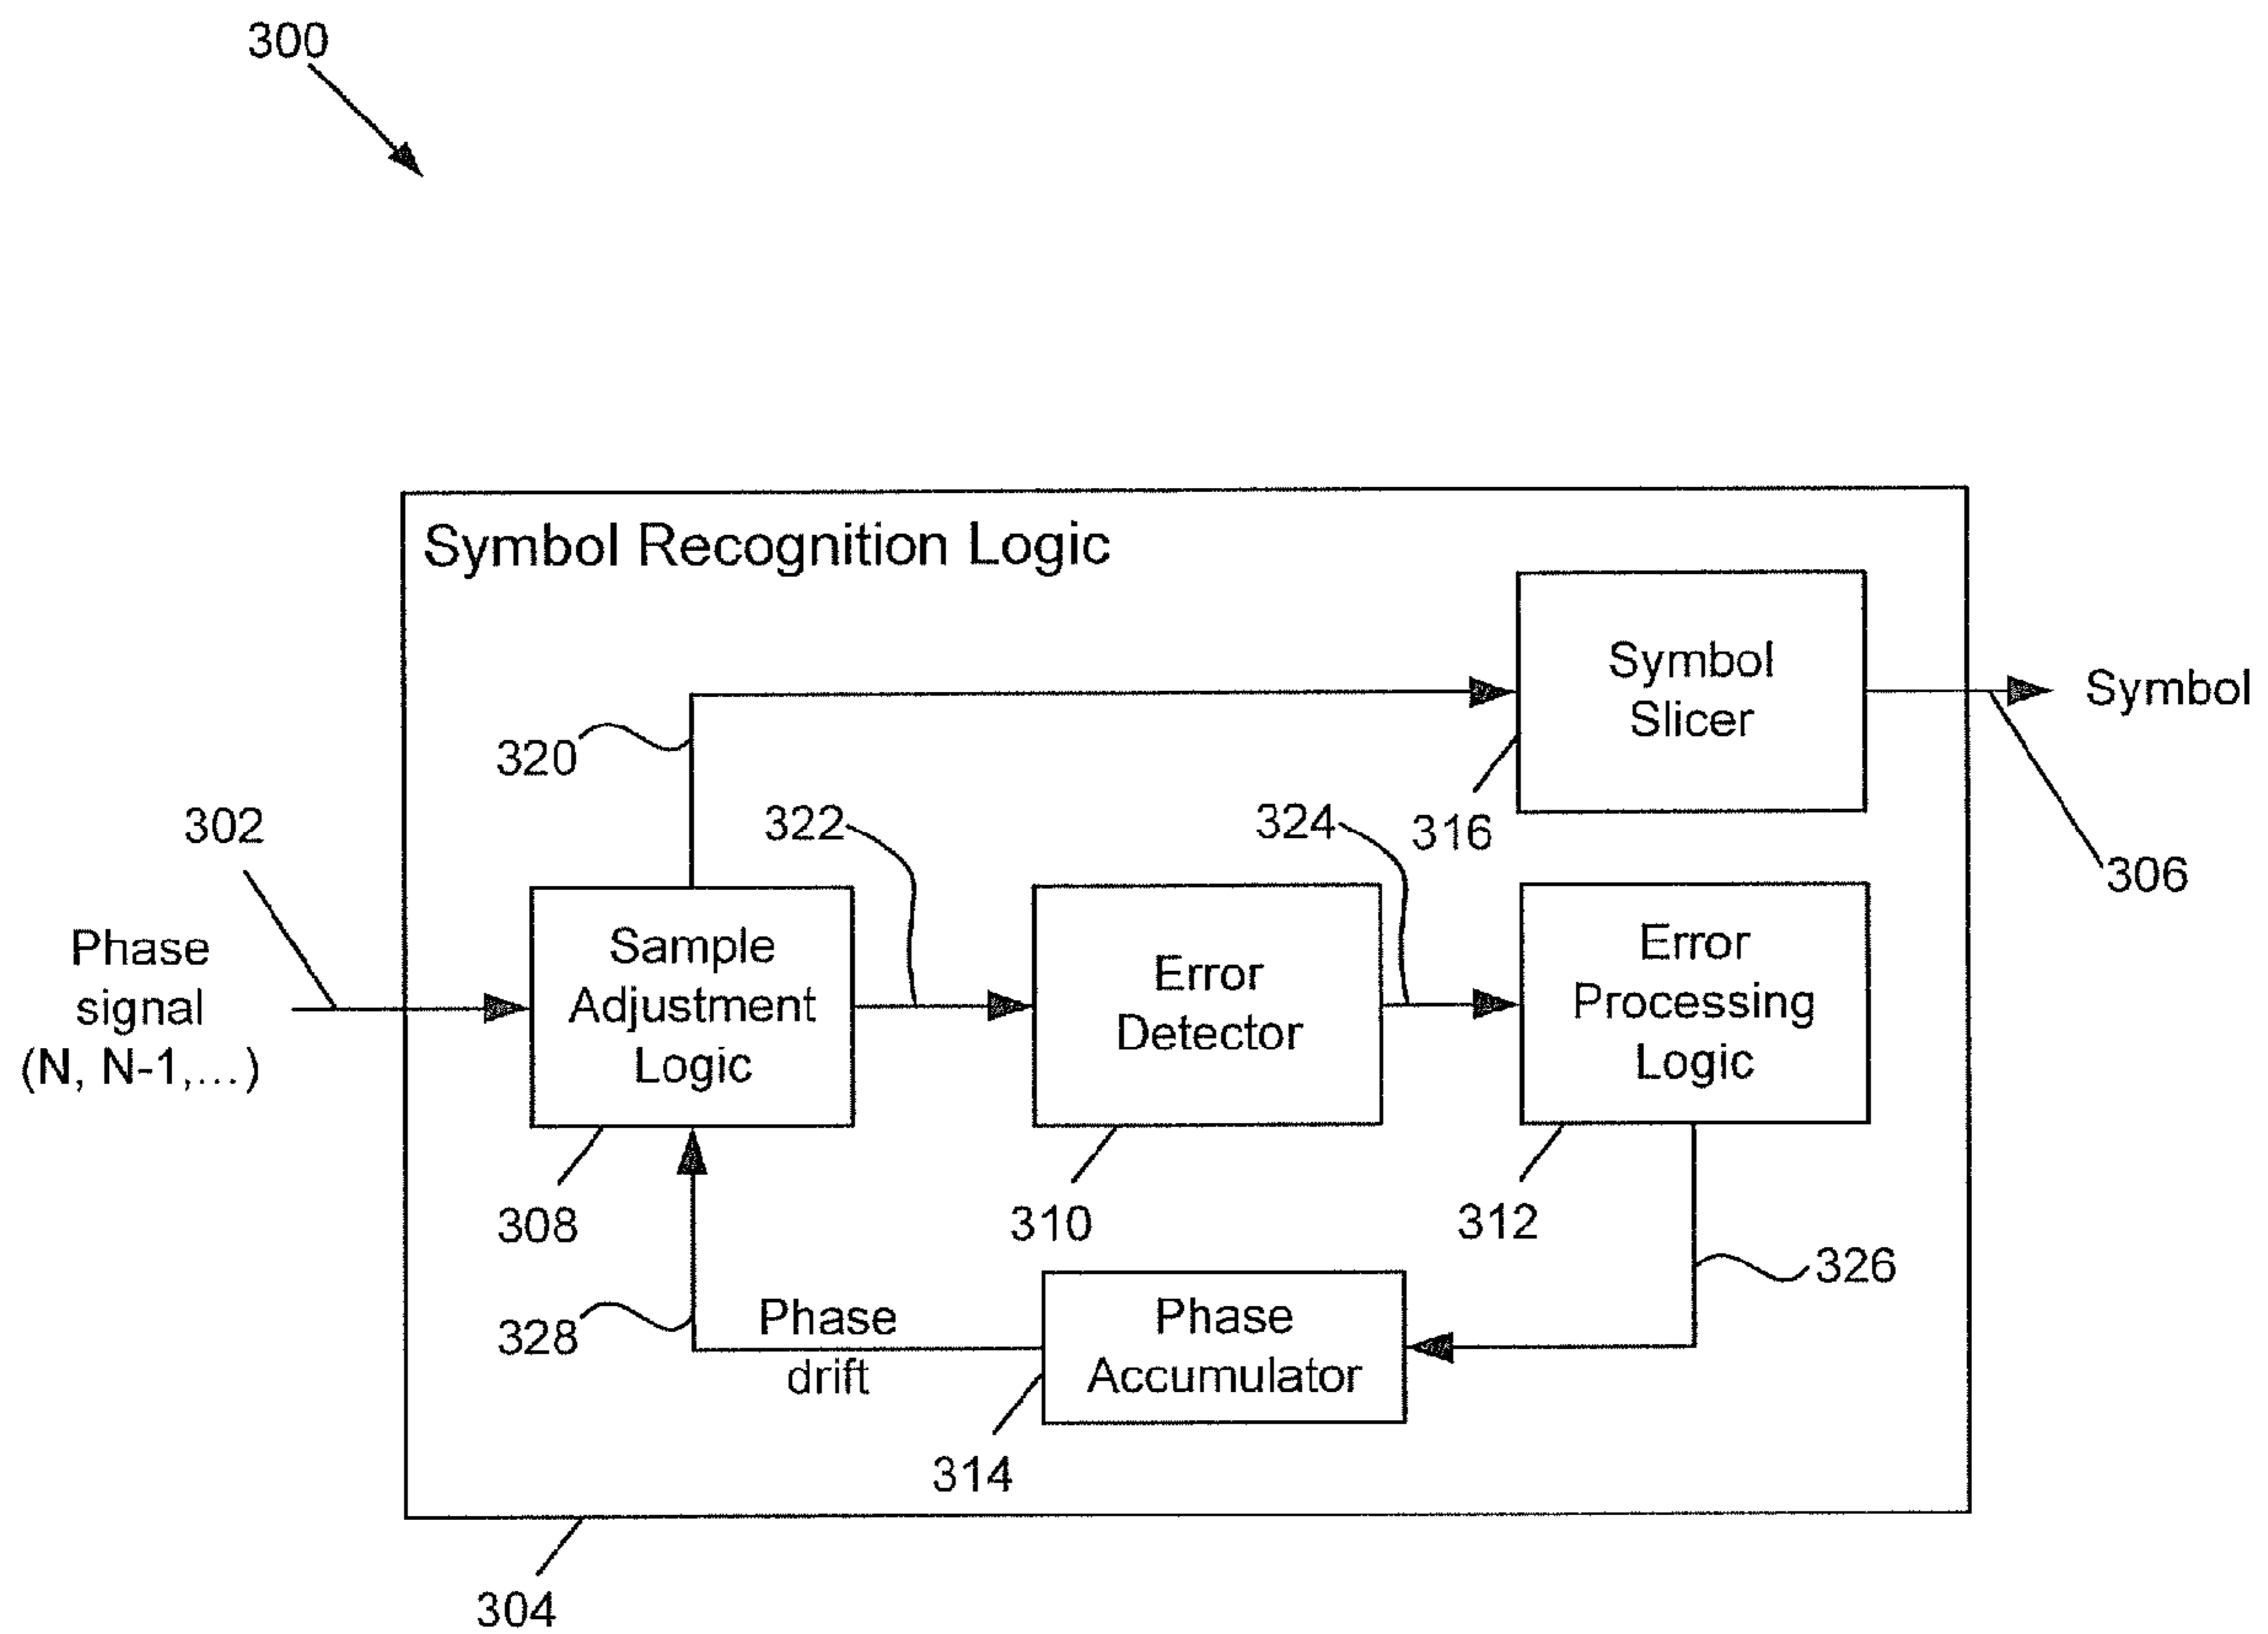 300
Symbol Recognition Logic
Symbol
Slicer
Symbol
320
316
306
302
322
324
Phase
signal
(N, N-1,...)
Sample
Adjustment
Logic
Error
Detector
Error
Processing
Logic
308
310
312
326
328
Phase
drift
Phase
Accumulator
314
304